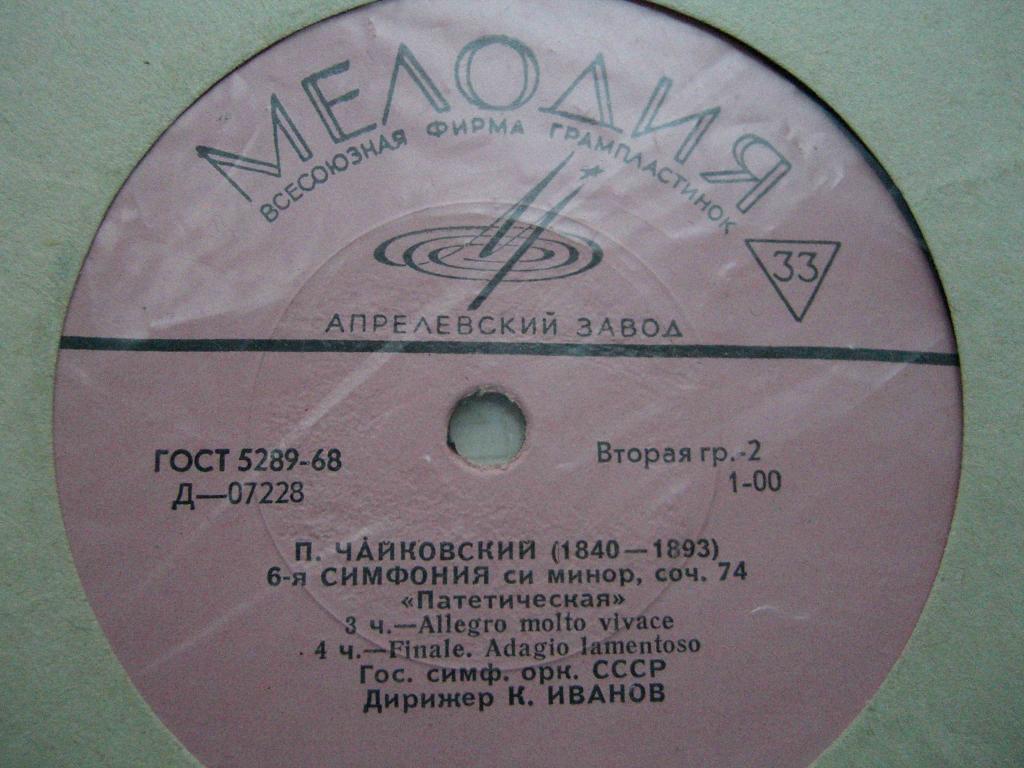 МЕЛОДИЯ
ВСЕСОЮЗНАЯ ФИРМА ГРАМПЛАСТИНОК
33
АПРЕЛЕВСКИЙ ЗАВОД
ГОСТ 5289-68
Д—07228
Вторая гр.-2
1-00
П. ЧАЙКОВСКИЙ (1840—1893)
6-я СИМФОНИЯ си минор, соч. 74
«Патетическая»
3 ч.—Allegro molto vivace
4 ч.—Finale. Adagio lamentoso
Гос. симф. орк. СССР
Дирижер К. ИВАНОВ